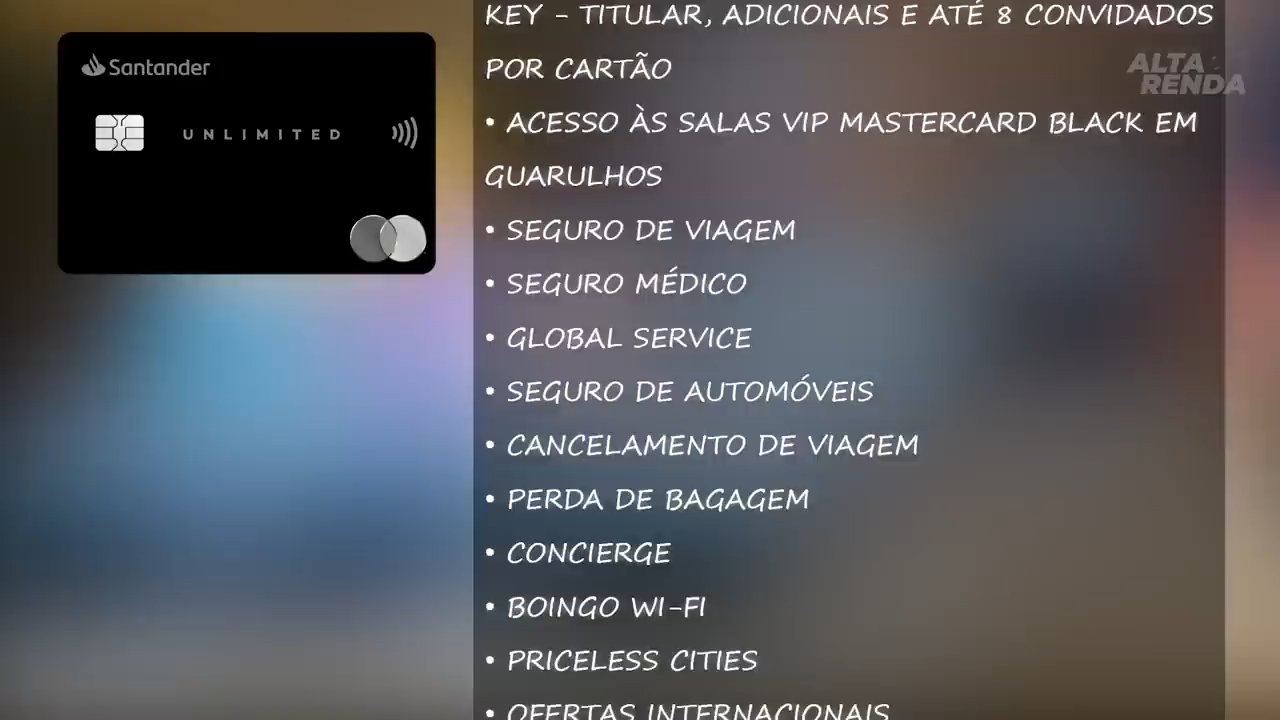 KEY - TITULAR, ADICIONAIS E ATÉ 8 CONVIDADOS
POR CARTÃO
• ACESSO ÀS SALAS VIP MASTERCARD BLACK EM
GUARULHOS
• SEGURO DE VIAGEM
• SEGURO MÉDICO
• GLOBAL SERVICE
• SEGURO DE AUTOMÓVEIS
• CANCELAMENTO DE VIAGEM
• PERDA DE BAGAGEM
• CONCIERGE
• BOINGO WI-FI
• PRICELESS CITIES
• OFERTAS INTERNACIONAIS
Santander
UNLIMITED
ALTA
RENDA